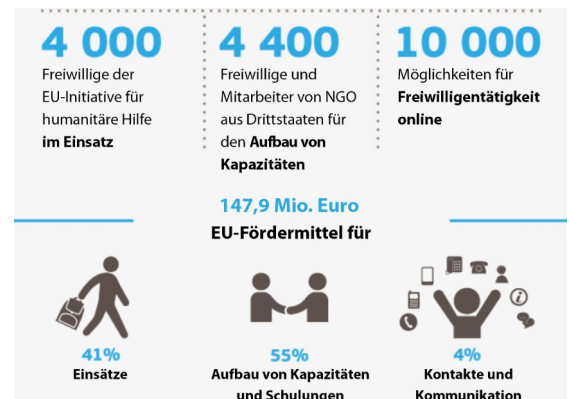 4 000
Freiwillige der
EU-Initiative für
humanitäre Hilfe
im Einsatz
4 400
Freiwillige und
Mitarbeiter von NGO
aus Drittstaaten für
den Aufbau von
Kapazitäten
10 000
Möglichkeiten für
Freiwilligentätigkeit
online
147,9 Mio. Euro
EU-Fördermittel für
41%
Einsätze
55%
Aufbau von Kapazitäten
und Schulungen
4%
Kontakte und
Kommunikation